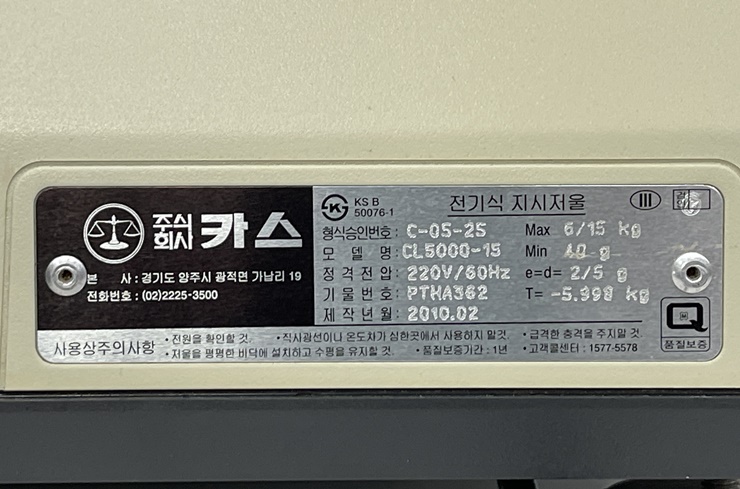 주식회사 카스
본 사 : 경기도 양주시 광적면 가납리 19
전화번호 : (02)2225-3500
KS B 50076-1
전기식 지시저울
III
형식승인번호 : C-05-25
Max 6/15 kg
모 델 명 : CL5000-15
Min 40 g
정 격 전 압 : 220V/60Hz
e=d= 2/5 g
기 물 번 호 : PTHA362
T= -5.998 kg
제 작 년 월 : 2010.02
Q
품질보증
사용상주의사항
• 전원을 확인할 것. • 직사광선이나 온도차가 심한곳에서 사용하지 말것. • 급격한 충격을 주지말 것.
• 저울을 평평한 바닥에 설치하고 수평을 유지할 것. • 품질보증기간 : 1년 • 고객콜센터 : 1577-5578